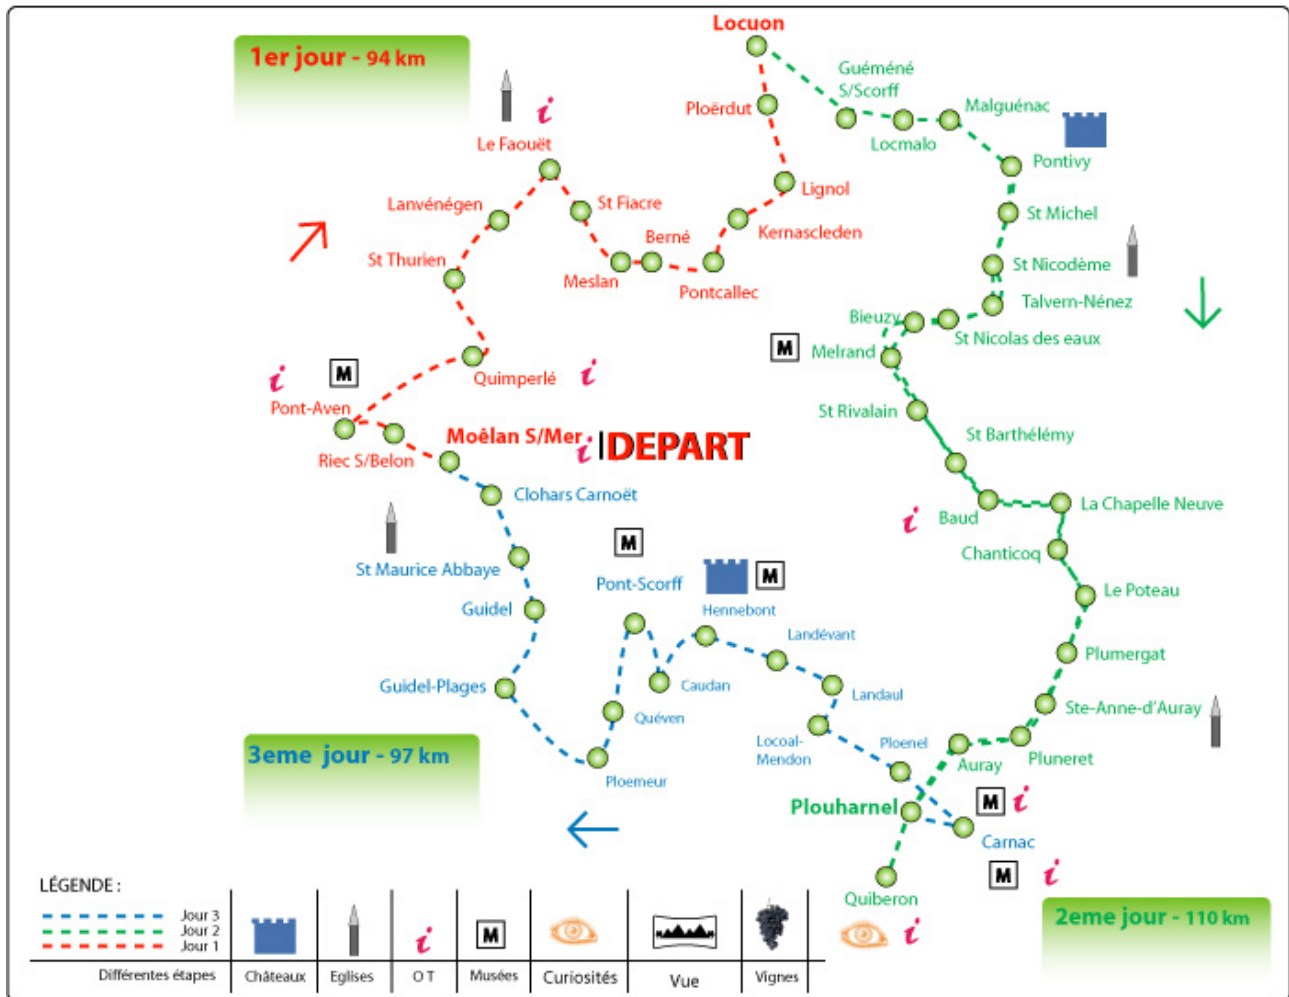 Locuon
1er jour - 94 km
Guéméné
S/Scorff
Malguénac
Ploërdut
Le Faouët
Locmalo
Pontivy
Lanvénégen
St Fiacre
Lignol
St Michel
Berné
Kernascleden
St Thurien
St Nicodème
Meslan
Pontcallec
Talvern-Nénez
Bieuzy
St Nicolas des eaux
M
Melrand
M
Quimperlé
Pont-Aven
St Rivalain
Moêlan S/Mer
DEPART
St Barthélémy
Riec S/Belon
Clohars Carnoët
La Chapelle Neuve
Baud
M
Chanticoq
St Maurice Abbaye
Pont-Scorff
M
Le Poteau
Guidel
Hennebont
Landévant
Plumergat
Guidel-Plages
Caudan
Landaul
Ste-Anne-d'Auray
Quéven
3eme jour - 97 km
Locoal-
Mendon
Ploenel
Auray
Pluneret
Ploemeur
Plouharnel
M
Carnac
M
LÉGENDE :
Quiberon
Jour 3
Jour 2
Jour 1
M
2eme jour - 110 km
Différentes étapes
Châteaux
Eglises
O T
Musées
Curiosités
Vue
Vignes